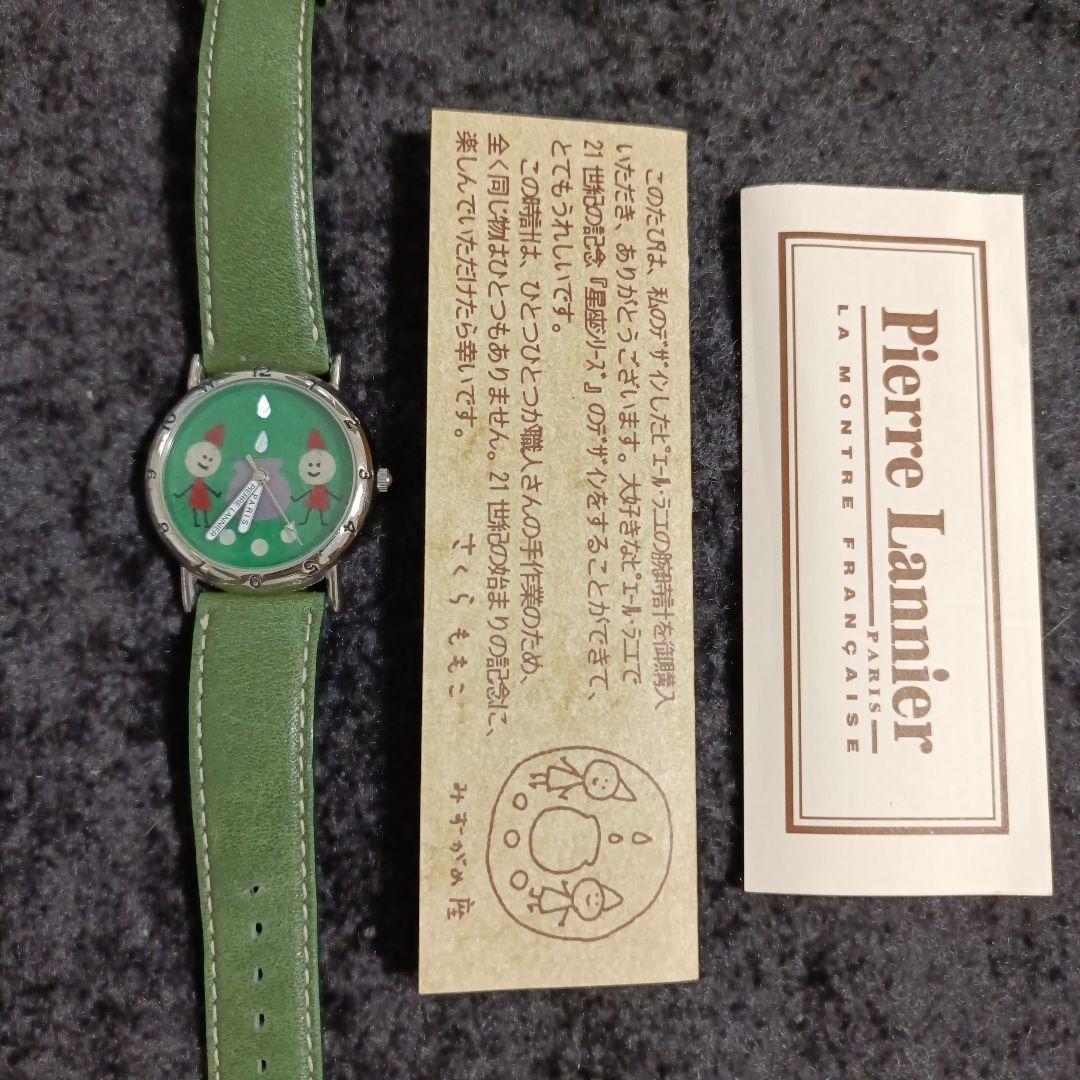 12
2
3
4
5
6
9
10
PARIS
PIERRE LANNIER
このたびは、私のデザインしたピエール・ラニエの腕時計を御購入
いただき、ありがとうございます。大好きなピエール・ラニエで
21世紀の記念『星座シリーズ』のデザインをすることができて、
とてもうれしいです。
この時計は、ひとつひとつが職人さんの手作業のため、
全く同じ物はひとつもありません。21世紀の始まりの記念に、
楽しんでいただけたら幸いです。
さくらももこ
みずがめ座
Pierre Lannier
PARIS
LA MONTRE FRANÇAISE